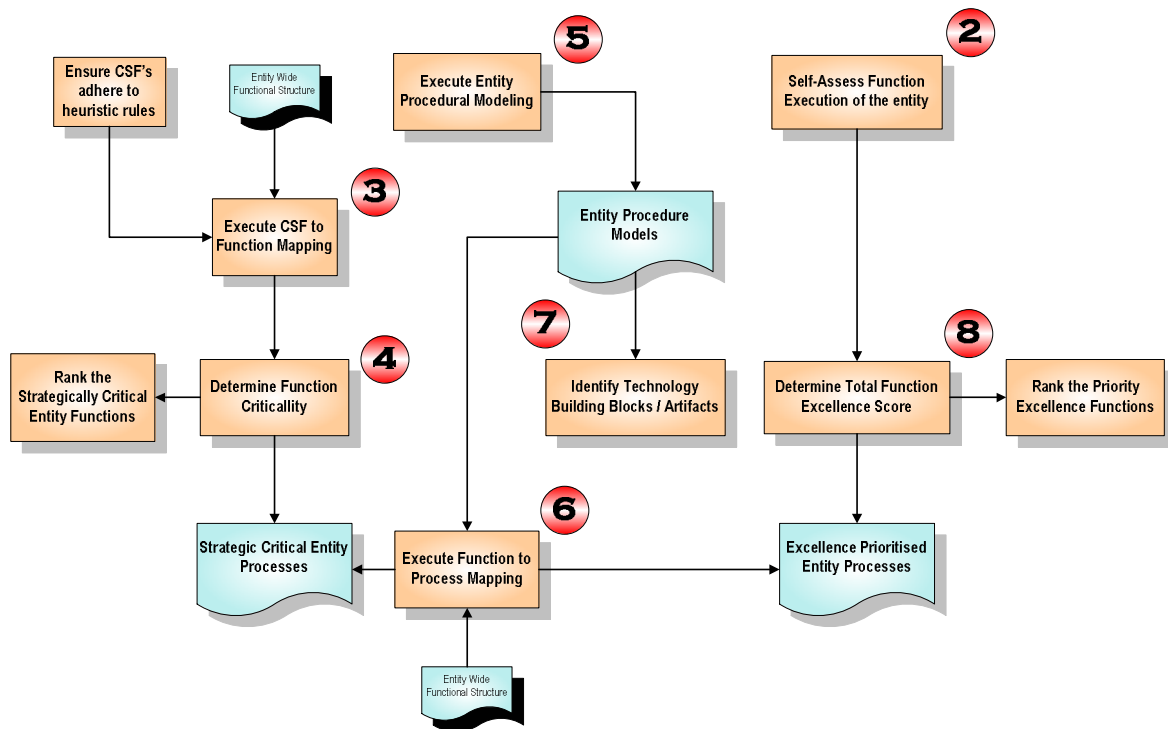 5
2
Ensure CSF's
adhere to
heuristic rules
Entity Wide
Functional Structure
Execute Entity
Procedural Modeling
Self-Assess Function
Execution of the entity
3
Execute CSF to
Function Mapping
Entity Procedure
Models
7
4
8
Rank the
Strategically Critical
Entity Functions
Determine Function
Criticallity
Identify Technology
Building Blocks / Artifacts
Determine Total Function
Excellence Score
Rank the Priority
Excellence Functions
6
Strategic Critical Entity
Processes
Execute Function to
Process Mapping
Excellence Prioritised
Entity Processes
Entity Wide
Functional Structure